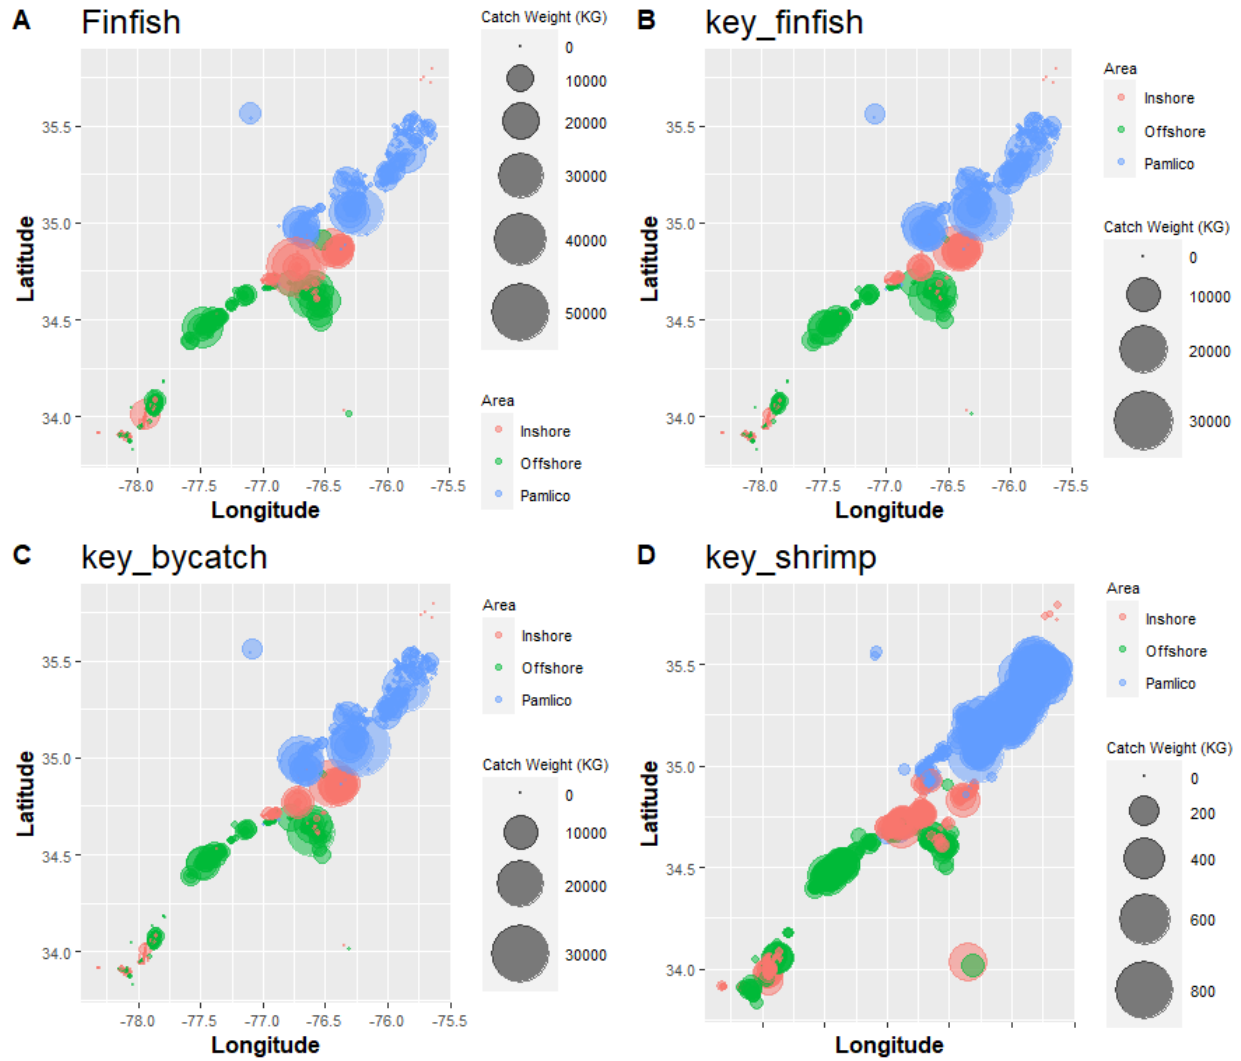 A Finfish
Catch Weight (KG)
0
10000
20000
30000
40000
50000
Area
Inshore
Offshore
Pamlico
Latitude
35.5
35.0
34.5
34.0
-78.0 -77.5 -77.0 -76.5 -76.0 -75.5
Longitude
B key_finfish
Area
Inshore
Offshore
Pamlico
Catch Weight (KG)
0
10000
20000
30000
Latitude
35.5
35.0
34.5
34.0
-78.0 -77.5 -77.0 -76.5 -76.0 -75.5
Longitude
C key_bycatch
Area
Inshore
Offshore
Pamlico
Catch Weight (KG)
0
10000
20000
30000
Latitude
35.5
35.0
34.5
34.0
-78.0 -77.5 -77.0 -76.5 -76.0 -75.5
Longitude
D key_shrimp
Area
Inshore
Offshore
Pamlico
Catch Weight (KG)
0
200
400
600
800
Latitude
35.5
35.0
34.5
34.0
Longitude